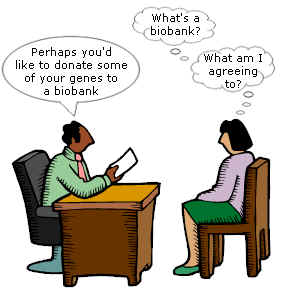 What's a
biobank?
Perhaps you'd
like to donate some
of your genes to
a biobank
What am I
agreeing
to?